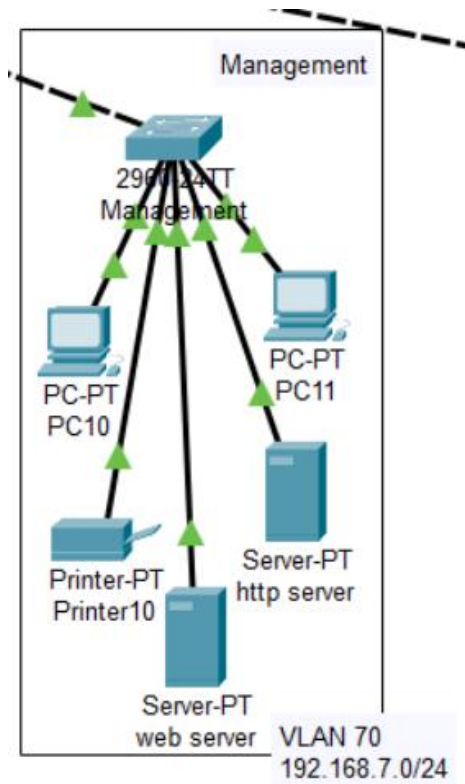 Management
2960-24TT
Management
PC-PT
PC10
PC-PT
PC11
Printer-PT
Printer10
Server-PT
http server
Server-PT
web server
VLAN 70
192.168.7.0/24